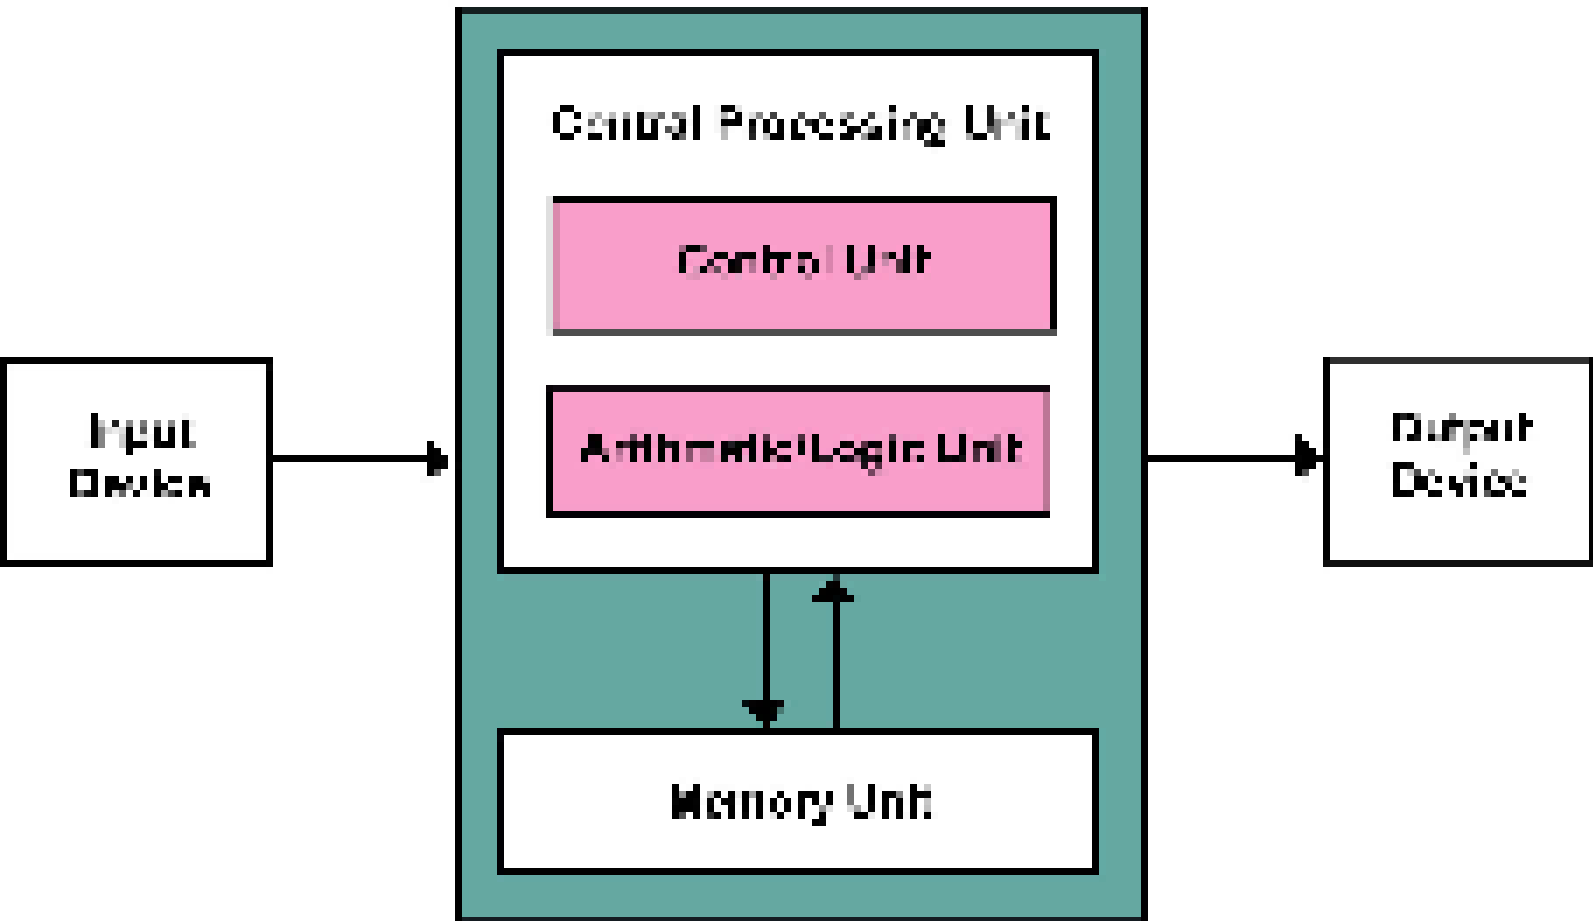 Central Processing Unit
Control Unit
Arithmetic/Logic Unit
Input
Device
Output
Device
Memory Unit